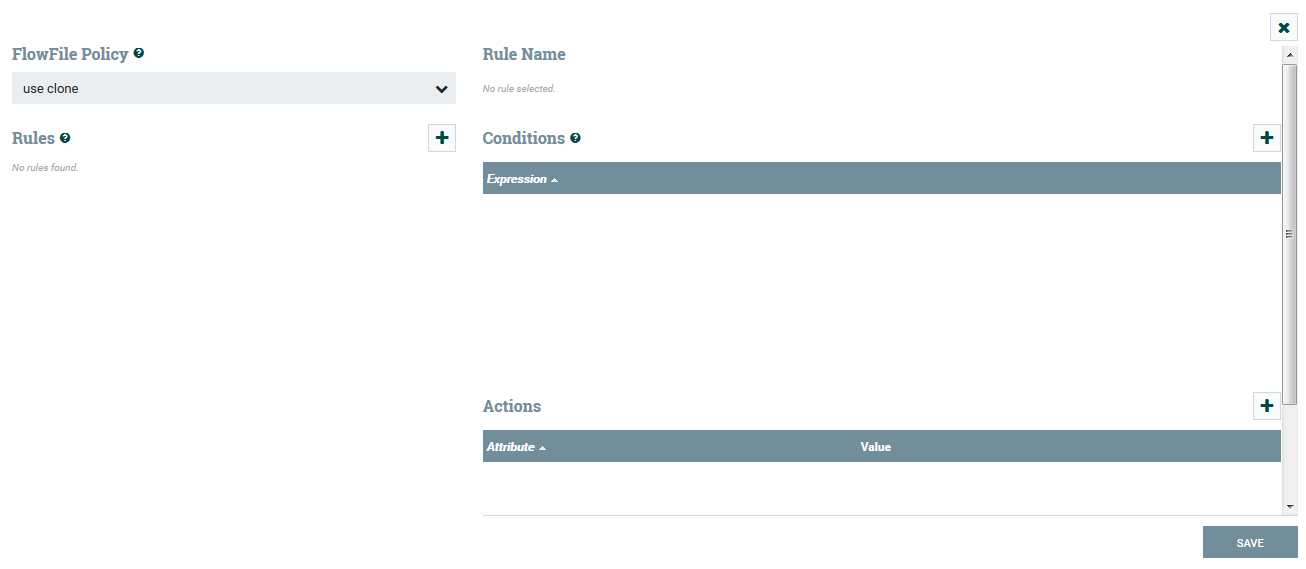 FlowFile Policy
use clone
Rules
No rules found.
Rule Name
No rule selected.
Conditions
Expression
Actions
Attribute Value
SAVE